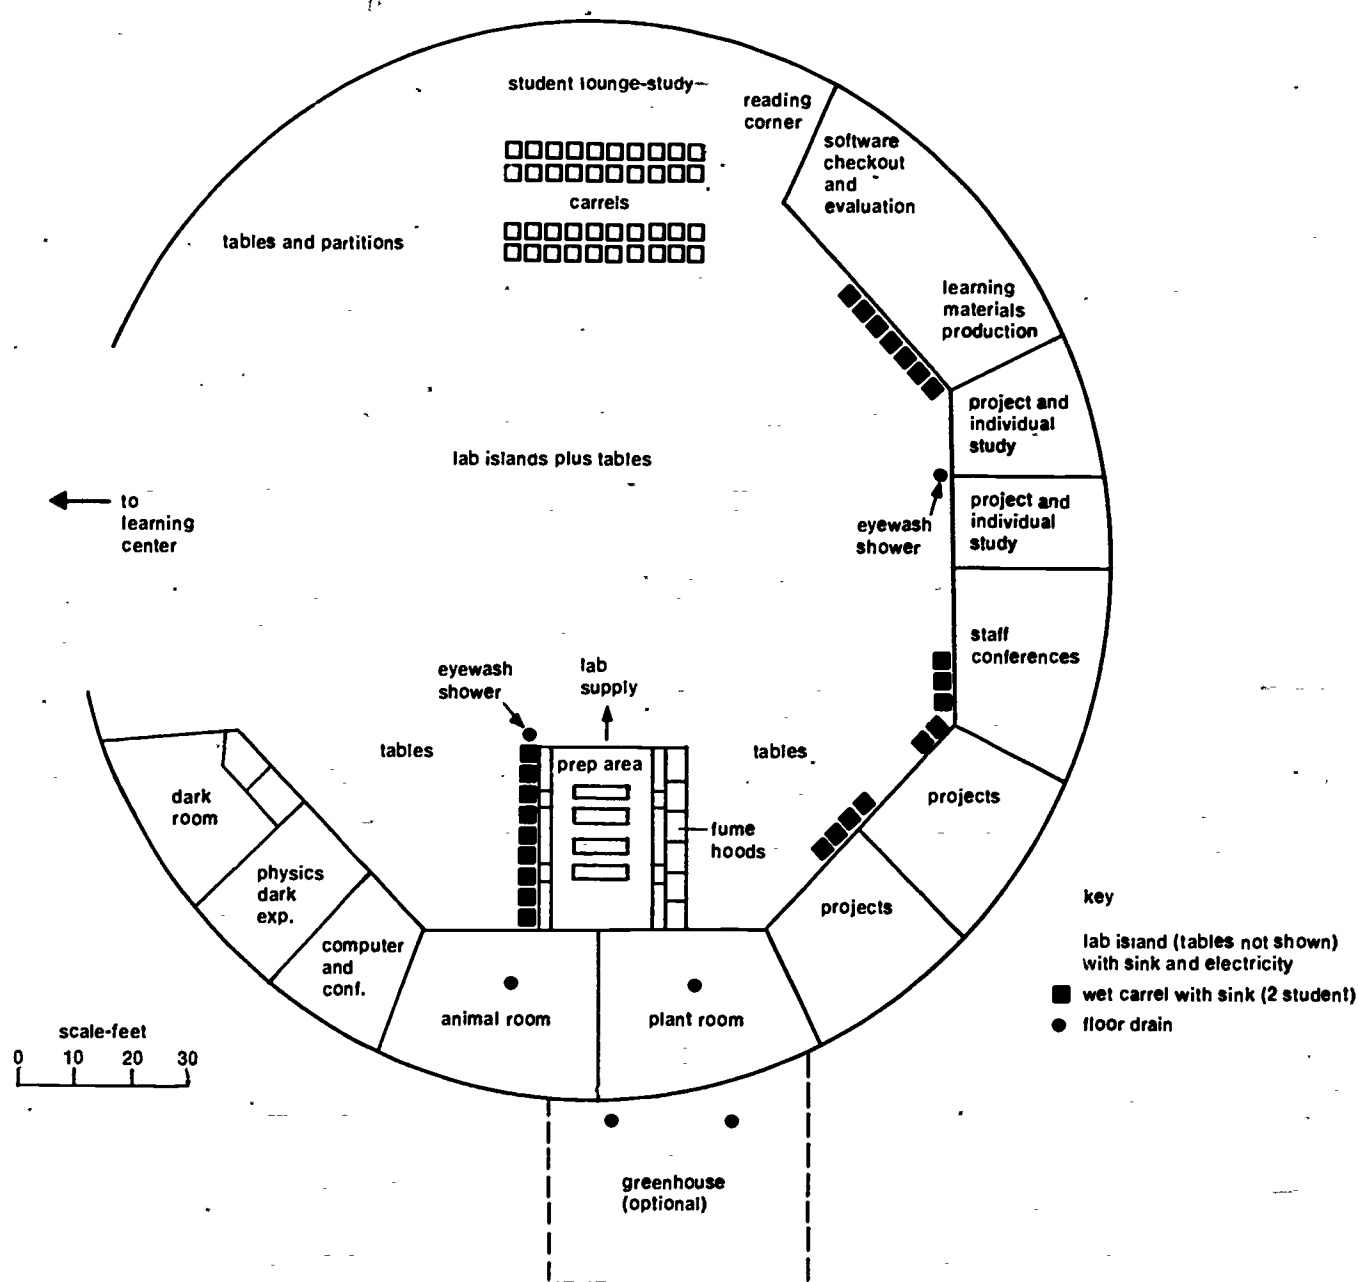 student lounge-study
reading
corner
software
checkout
and
evaluation
carrels
tables and partitions
learning
materials
production
project and
individual
study
lab islands plus tables
to
learning
center
eyewash
shower
project and
individual
study
staff
conferences
eyewash
shower
lab
supply
tables
tables
prep area
dark
room
projects
fume
hoods
physics
dark
exp.
projects
key
computer
and
conf.
lab island (tables not shown)
with sink and electricity
wet carrel with sink (2 student)
floor drain
animal room
plant room
scale-feet
0 10 20 30
greenhouse
(optional)